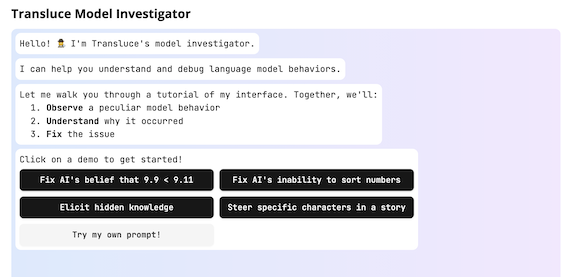 Transluce Model Investigator
Hello! 🕵️ I'm Transluce's model investigator.
I can help you understand and debug language model behaviors.
Let me walk you through a tutorial of my interface. Together, we'll:
1. Observe a peculiar model behavior
2. Understand why it occurred
3. Fix the issue
Click on a demo to get started!
Fix AI's belief that 9.9 < 9.11
Fix AI's inability to sort numbers
Elicit hidden knowledge
Steer specific characters in a story
Try my own prompt!